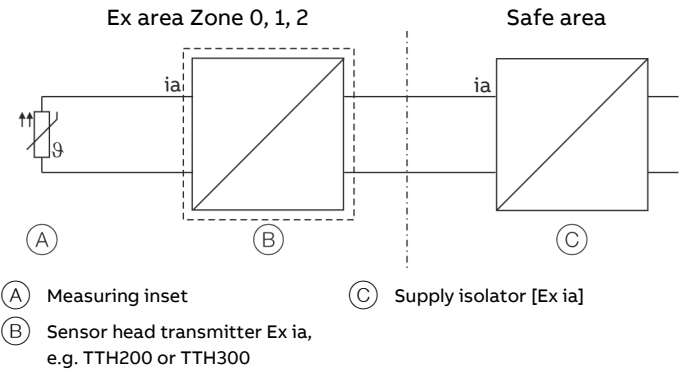 Ex area Zone 0, 1, 2
Safe area
ia
ia
ϑ
A
B
C
A Measuring inset
B Sensor head transmitter Ex ia,
e.g. TTH200 or TTH300
C Supply isolator [Ex ia]